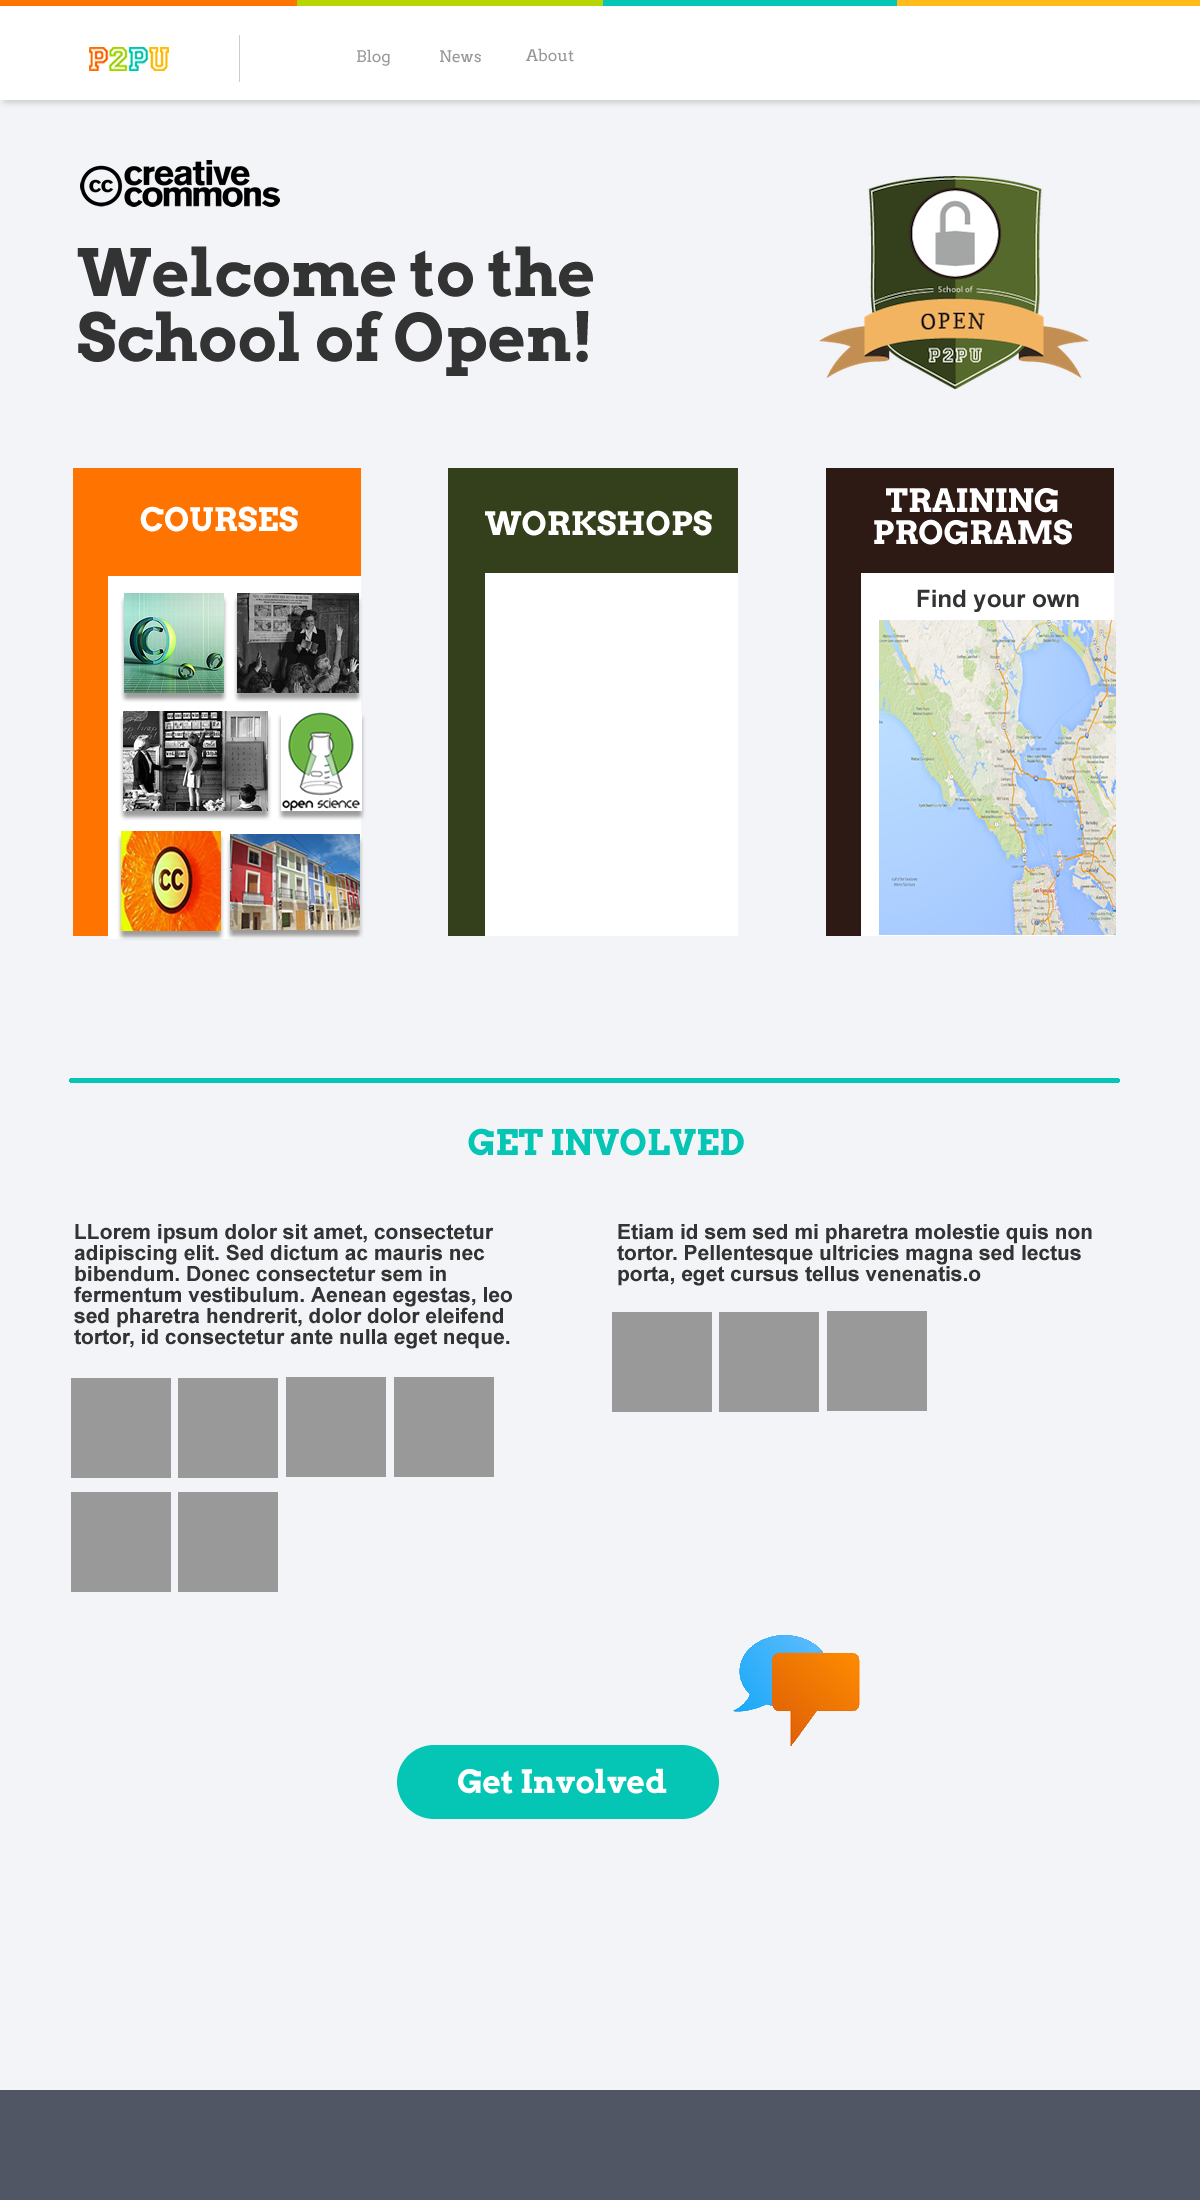 P2PU
Blog
News
About
cc creative
commons
Welcome to the
School of Open!
School of
OPEN
P2PU
COURSES
WORKSHOPS
TRAINING
PROGRAMS
Find your own
C
open science
CC
San Francisco
GET INVOLVED
LLorem ipsum dolor sit amet, consectetur
adipiscing elit. Sed dictum ac mauris nec
bibendum. Donec consectetur sem in
fermentum vestibulum. Aenean egestas, leo
sed pharetra hendrerit, dolor dolor eleifend
tortor, id consectetur ante nulla eget neque.
Etiam id sem sed mi pharetra molestie quis non
tortor. Pellentesque ultricies magna sed lectus
porta, eget cursus tellus venenatis.o
Get Involved